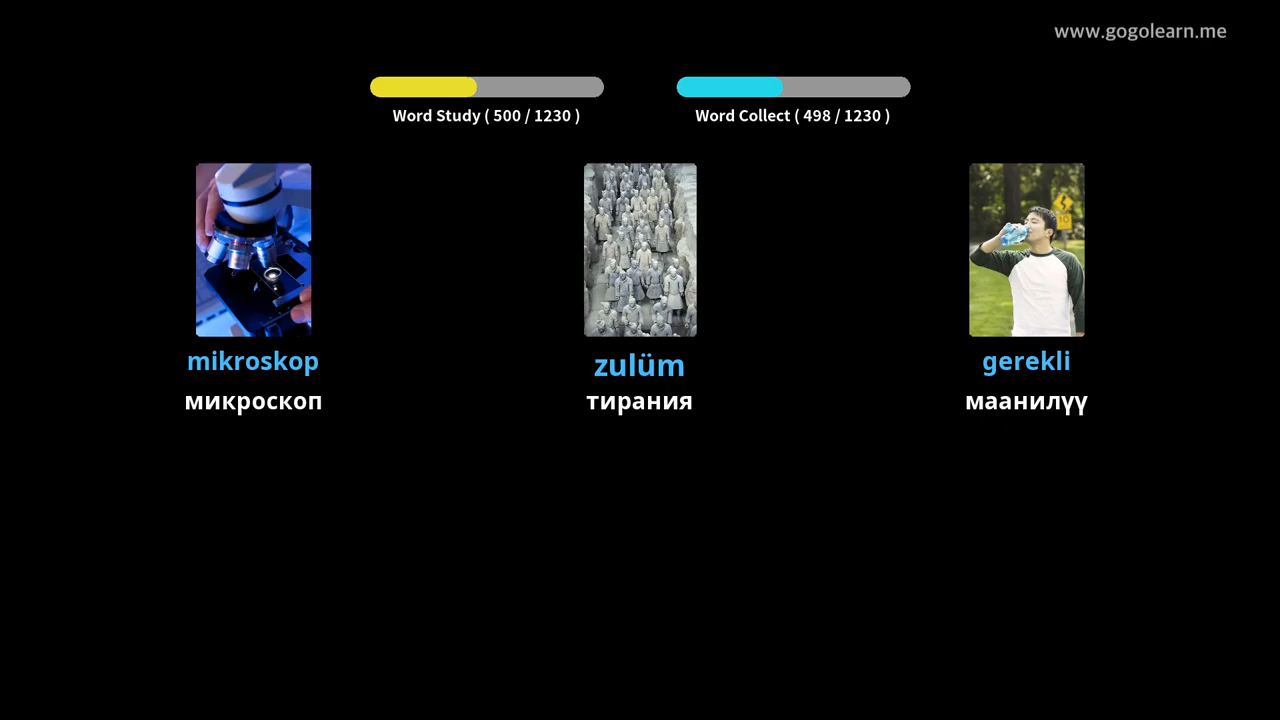 www.gogolearn.me
Word Study ( 500 / 1230 )
Word Collect ( 498 / 1230 )
mikroskop
микроскоп
zulüm
тирания
gerekli
маанилүү